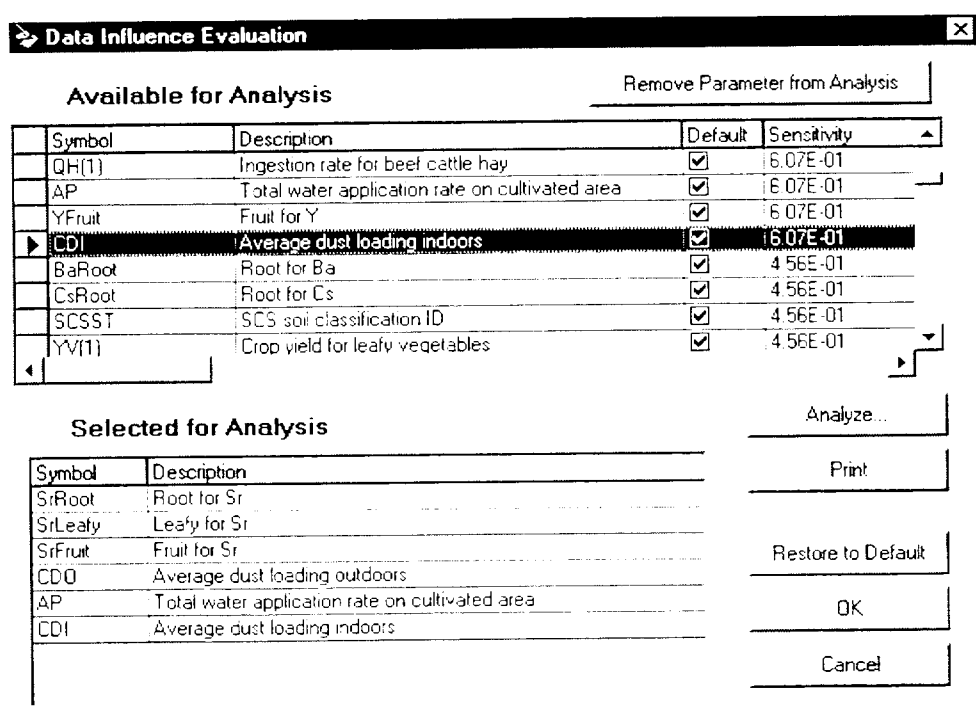 Data Influence Evaluation
Available for Analysis
Remove Parameter from Analysis
Symbol Description Default Sensitivity
QH(1) Ingestion rate for beef cattle hay 6.07E-01
AP Total water application rate on cultivated area 6.07E-01
YFruit Fruit for Y 6.07E-01
CDI Average dust loading indoors 6.07E-01
BaRoot Root for Ba 4.56E-01
CsRoot Root for Cs 4.56E-01
SCSST SCS soil classification ID 4.56E-01
YV(1) Crop yield for leafy vegetables 4.56E-01
Selected for Analysis
Analyze...
Symbol Description
Print
SrRoot Root for Sr
SrLeafy Leafy for Sr
SrFruit Fruit for Sr
Restore to Default
CDO Average dust loading outdoors
AP Total water application rate on cultivated area
OK
CDI Average dust loading indoors
Cancel